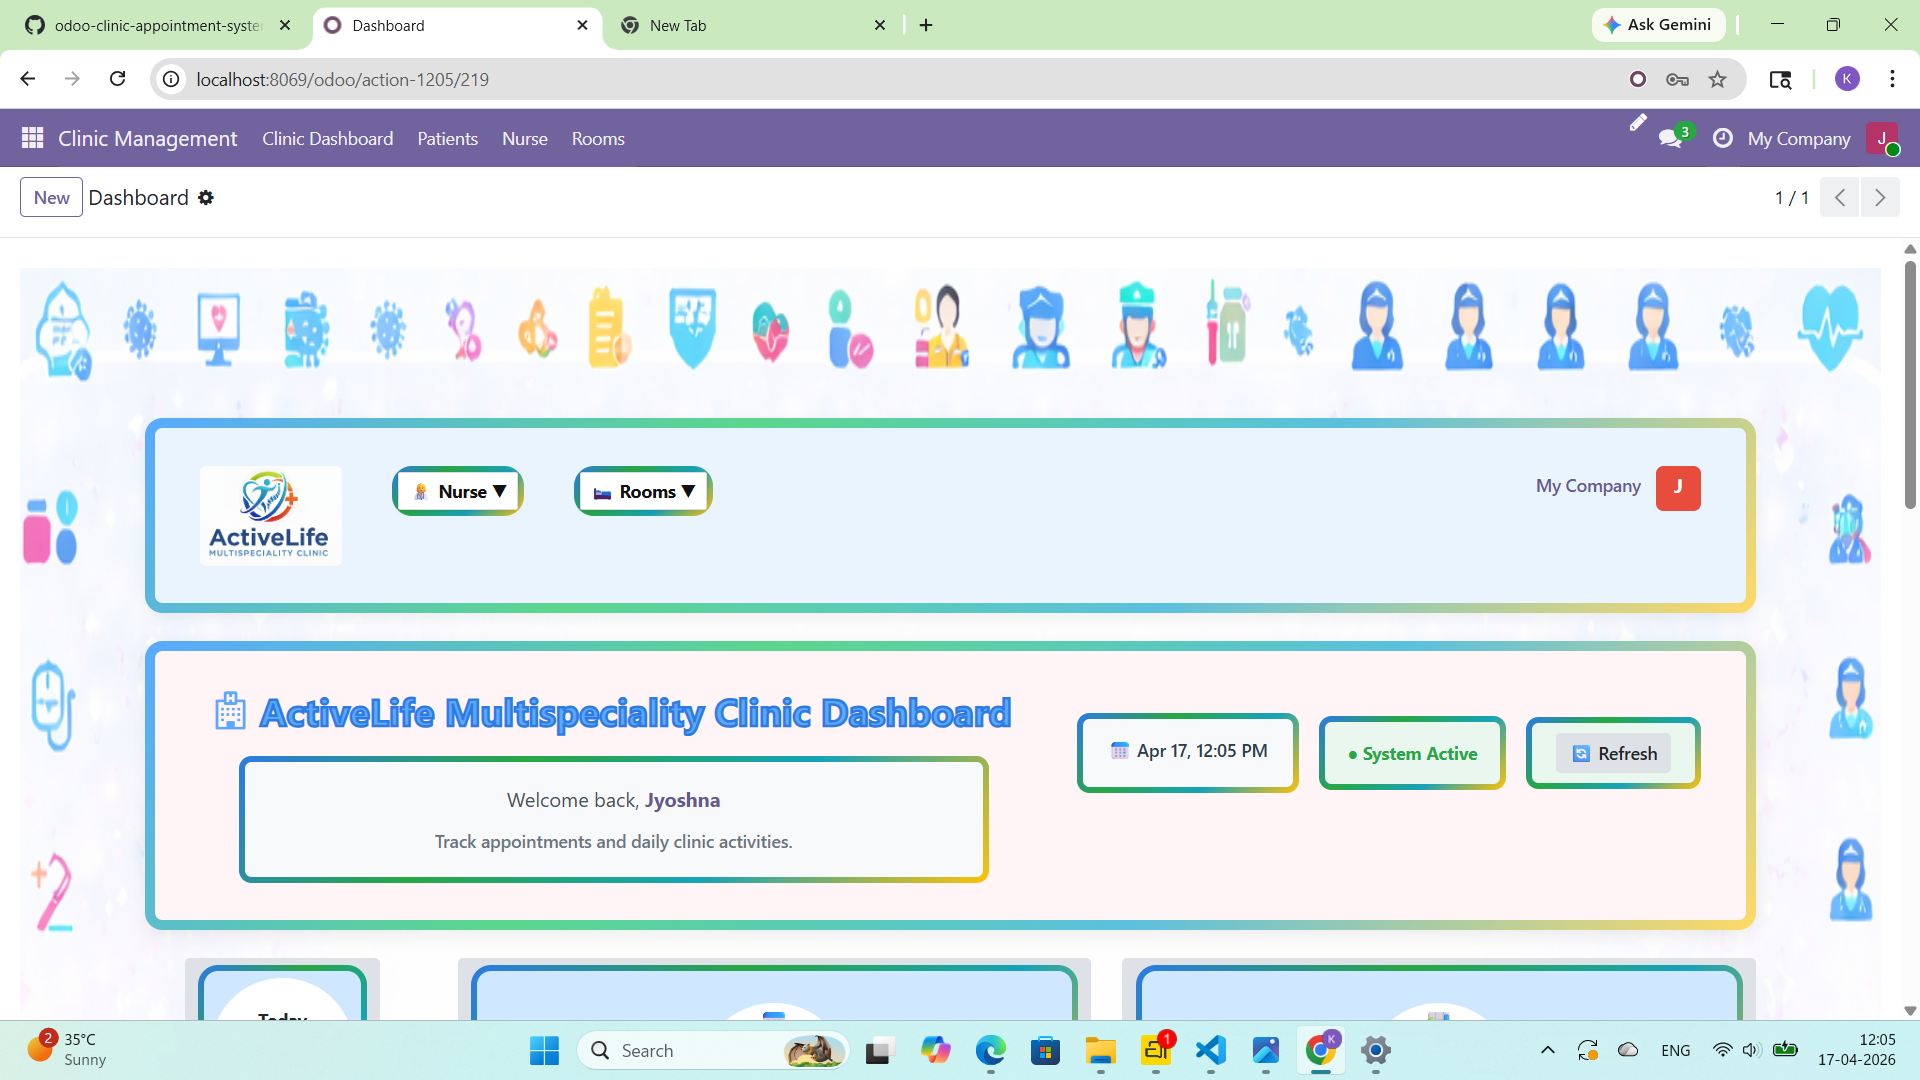 odoo-clinic-appointment-syste
Dashboard
New Tab
Ask Gemini
localhost:8069/odoo/action-1205/219
K
Clinic Management
Clinic Dashboard
Patients
Nurse
Rooms
3
My Company
J
New
Dashboard
1 / 1
ActiveLife
MULTISPECIALITY CLINIC
Nurse ▼
Rooms ▼
My Company
J
ActiveLife Multispeciality Clinic Dashboard
Apr 17, 12:05 PM
● System Active
Refresh
Welcome back, Jyoshna
Track appointments and daily clinic activities.
Today
2
35°C
Sunny
Search
1
K
ENG
12:05
17-04-2026